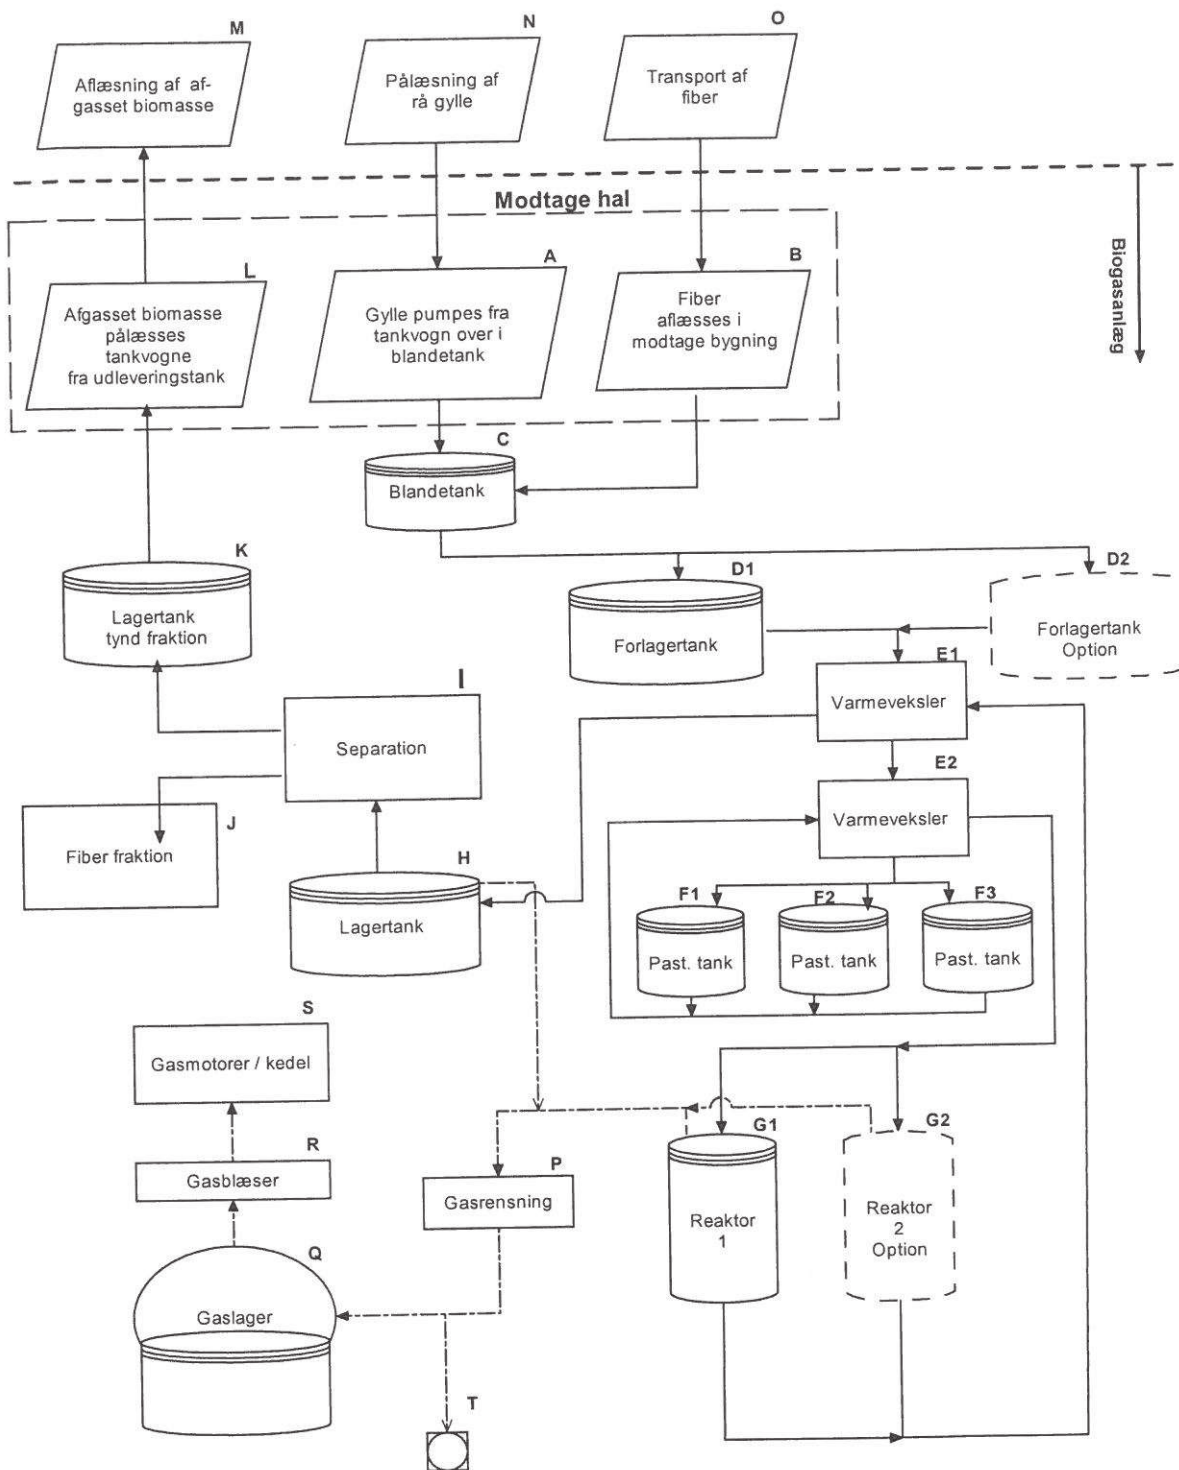 M
N
O
Aflæsning af af-
gasset biomasse
Pålæsning af
rå gylle
Transport af
fiber
Modtage hal
Biogasanlæg
L
A
B
Afgasset biomasse
pålæsses
tankvogne
fra udleveringstank
Gylle pumpes fra
tankvogn over i
blandetank
Fiber
aflæsses i
modtage bygning
C
Blandetank
K
Lagertank
tynd fraktion
D1
Forlagertank
D2
Forlagertank
Option
E1
Varmeveksler
I
Separation
E2
Varmeveksler
J
Fiber fraktion
H
Lagertank
F1
F2
F3
Past. tank
Past. tank
Past. tank
S
Gasmotorer / kedel
R
Gasblæser
P
Gasrensning
G1
Reaktor
1
G2
Reaktor
2
Option
Q
Gaslager
T